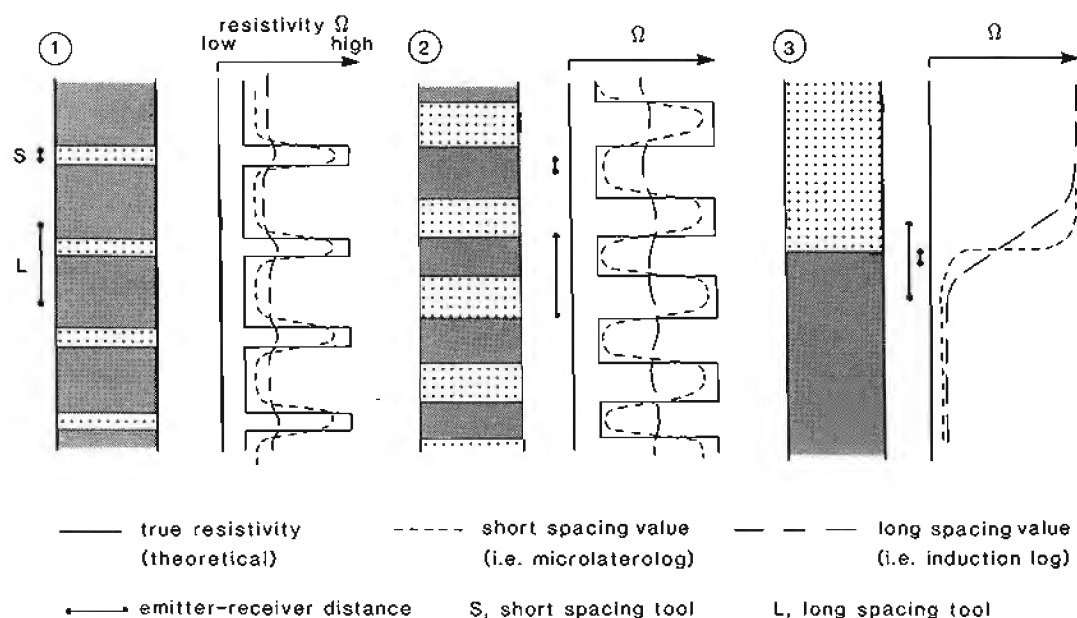 resistivity Ω
low high
1
2
Ω
3
Ω
S
L
true resistivity
(theoretical)
short spacing value
(i.e. microlaterolog)
long spacing value
(i.e. induction log)
emitter-receiver distance
S, short spacing tool
L, long spacing tool